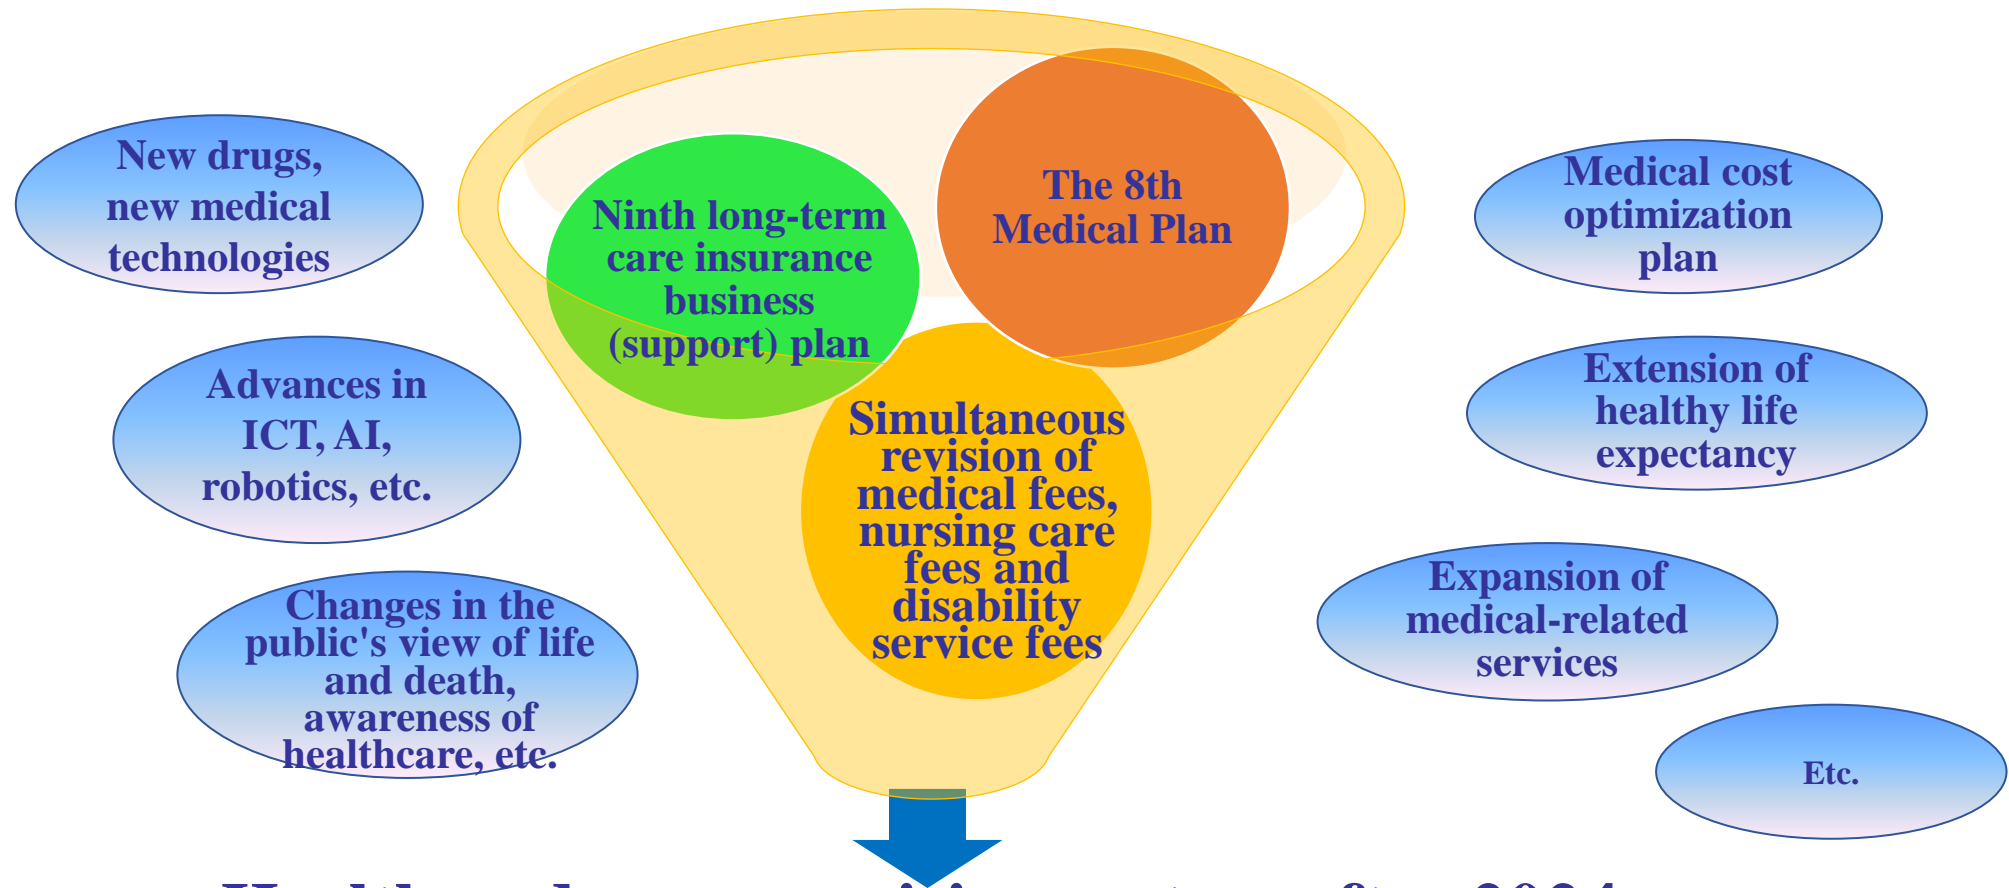 New drugs,
new medical
technologies
Advances in
ICT, AI,
robotics, etc.
Changes in the
public's view of life
and death,
awareness of
healthcare, etc.
Ninth long-term
care insurance
business
(support) plan
The 8th
Medical Plan
Simultaneous
revision of
medical fees,
nursing care
fees and
disability
service fees
Medical cost
optimization
plan
Extension of
healthy life
expectancy
Expansion of
medical-related
services
Etc.